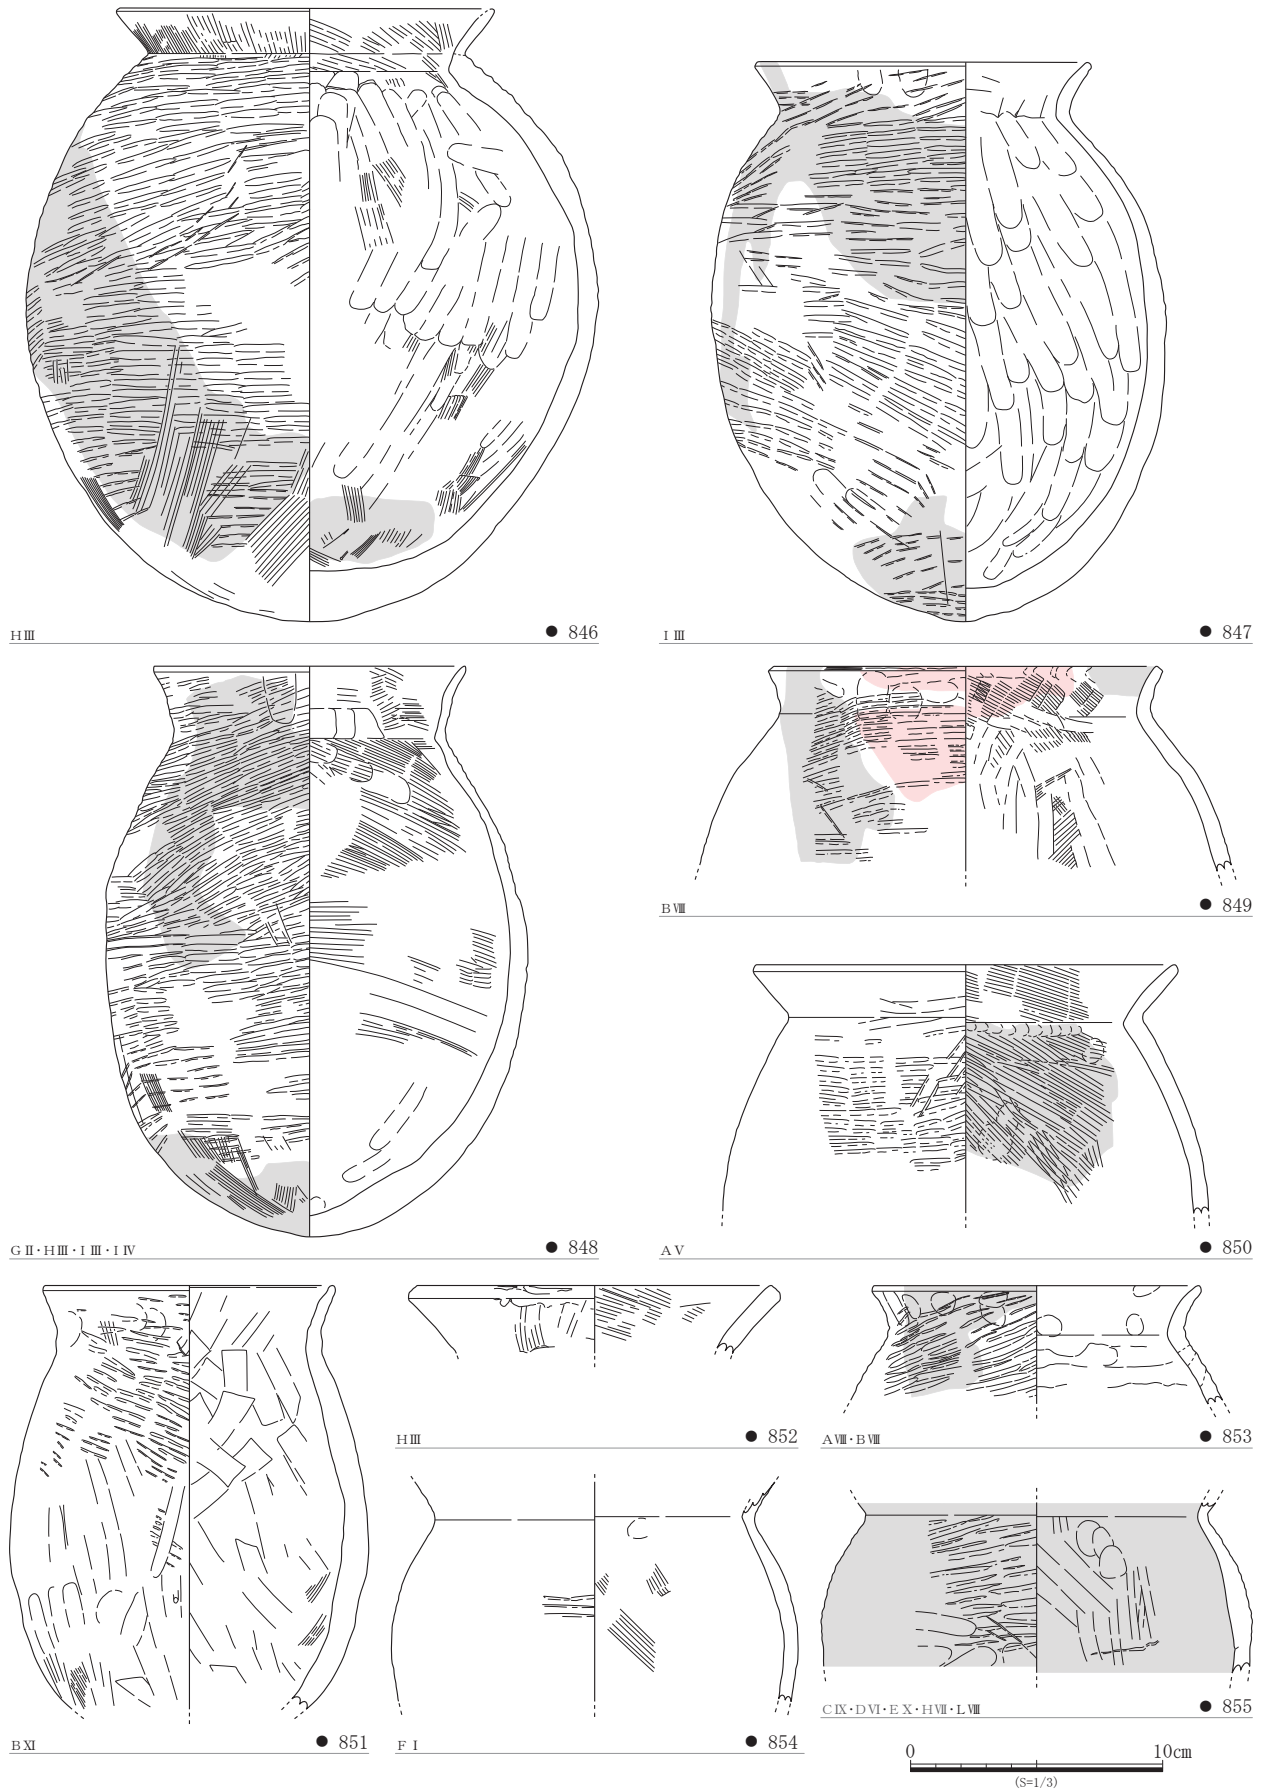 HⅢ ● 846
IⅢ ● 847
GⅡ・HⅢ・IⅢ・IⅣ ● 848
BⅧ ● 849
AⅤ ● 850
BⅪ ● 851
HⅢ ● 852
AⅧ・BⅧ ● 853
FⅠ ● 854
CⅨ・DⅥ・EⅩ・HⅦ・LⅧ ● 855
0 10cm
(S=1/3)